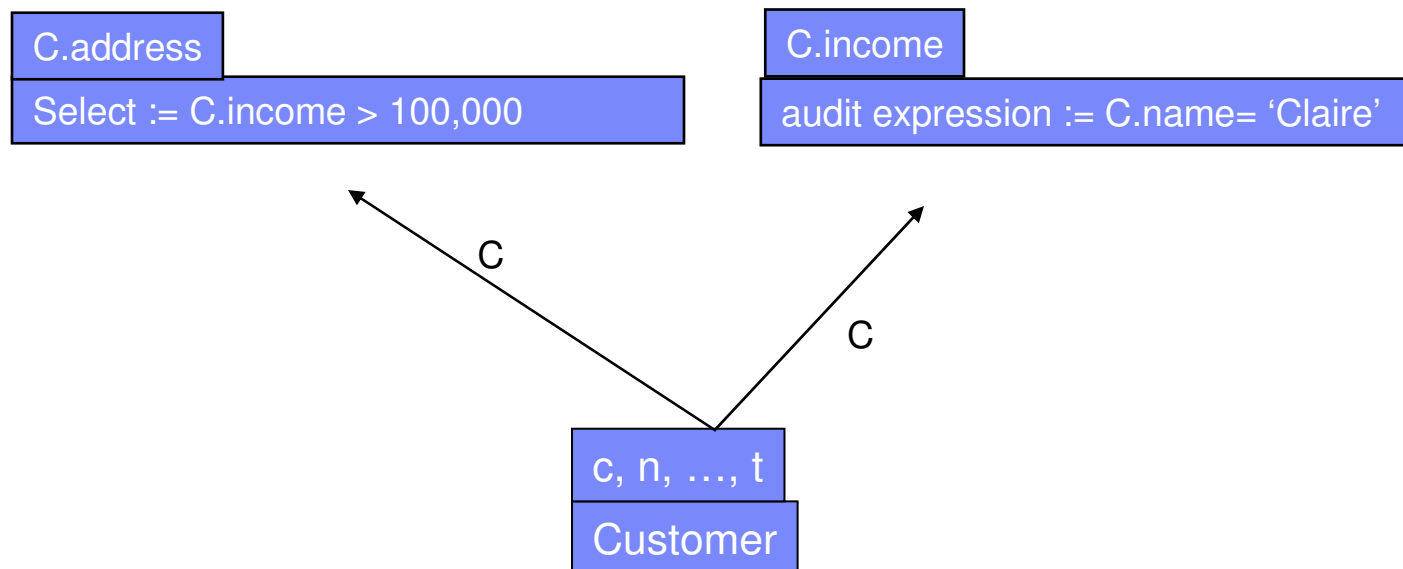 C.address
C.income
Select := C.income > 100,000
audit expression := C.name= ‘Claire’
C
C
c, n, …, t
Customer